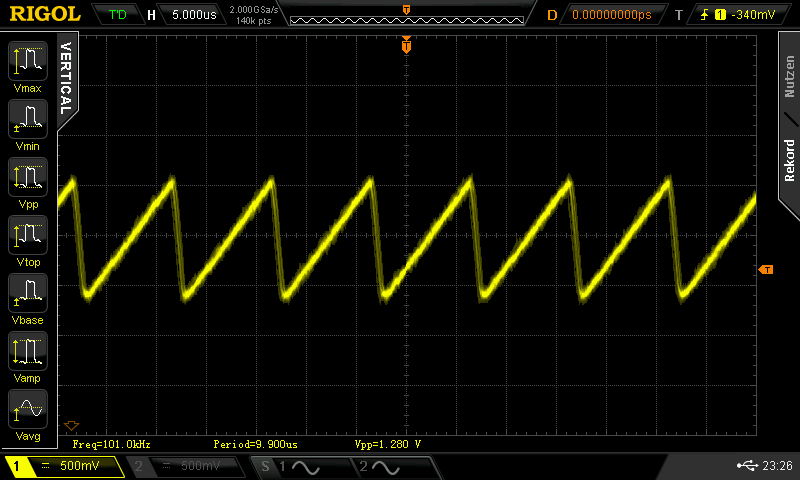 RIGOL T'D H 5.000us 2.000GSa/s 140k pts T D 0.00000000ps T 1 -340mV
VERTICAL
Vmax
Vmin
Vpp
Vtop
Vbase
Vamp
Vavg
T
T
Nutzen
Rekord
Freq=101.0kHz Period=9.900us Vpp=1.280 V
1 500mV 2 500mV S 1 2 23:26